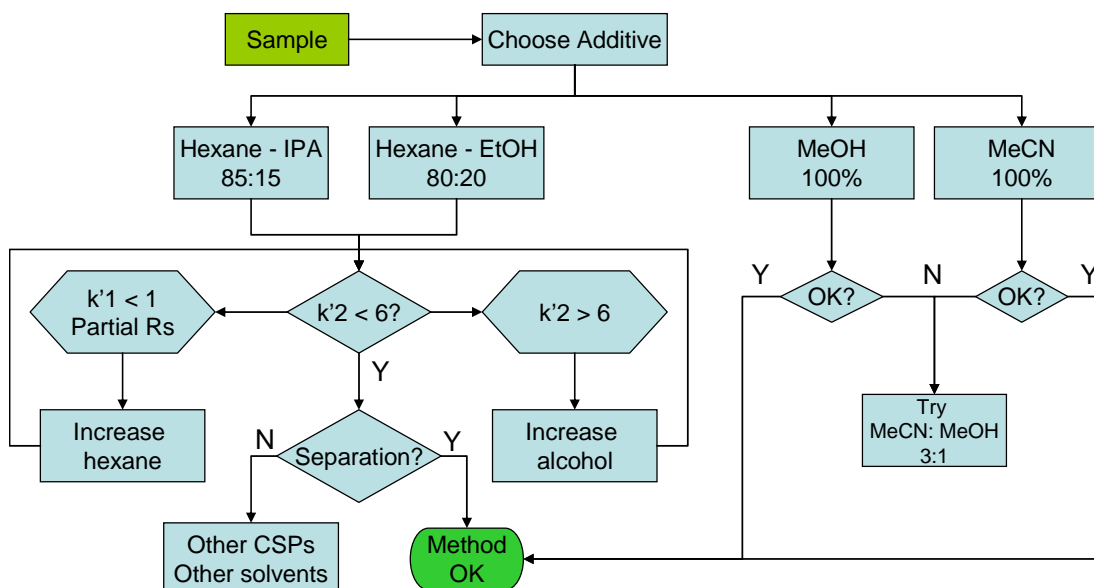 Sample
Choose Additive
Hexane - IPA
85:15
Hexane - EtOH
80:20
MeOH
100%
MeCN
100%
k'1 < 1
Partial Rs
k'2 < 6?
k'2 > 6
Y
OK?
N
OK?
Y
Y
Increase
hexane
N
Separation?
Y
Increase
alcohol
Try
MeCN: MeOH
3:1
Other CSPs
Other solvents
Method
OK